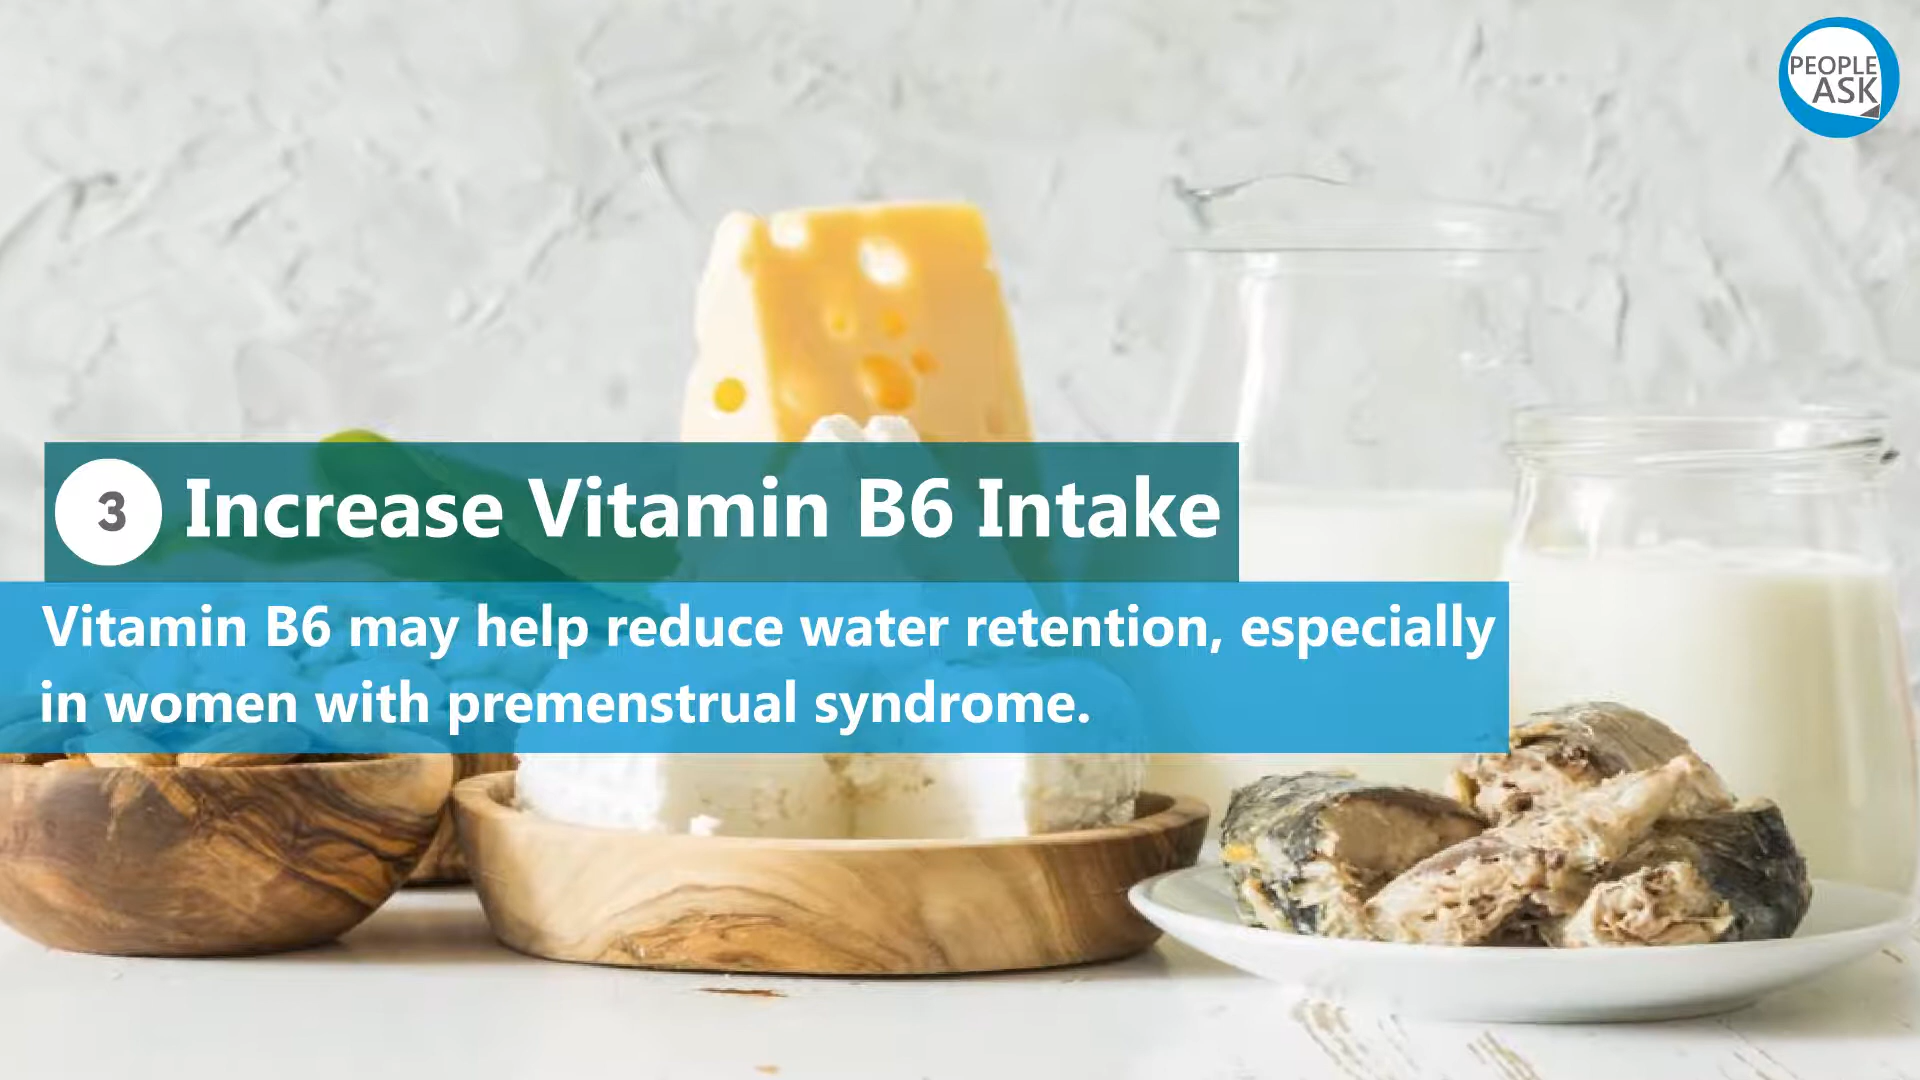 PEOPLE
ASK
3 Increase Vitamin B6 Intake
Vitamin B6 may help reduce water retention, especially
in women with premenstrual syndrome.